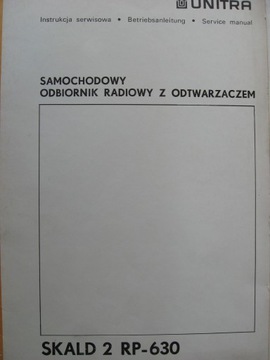 UNITRA
Instrukcja serwisowa • Betriebsanleitung • Service manual
SAMOCHODOWY
ODBIORNIK RADIOWY Z ODTWARZACZEM
SKALD 2 RP-630